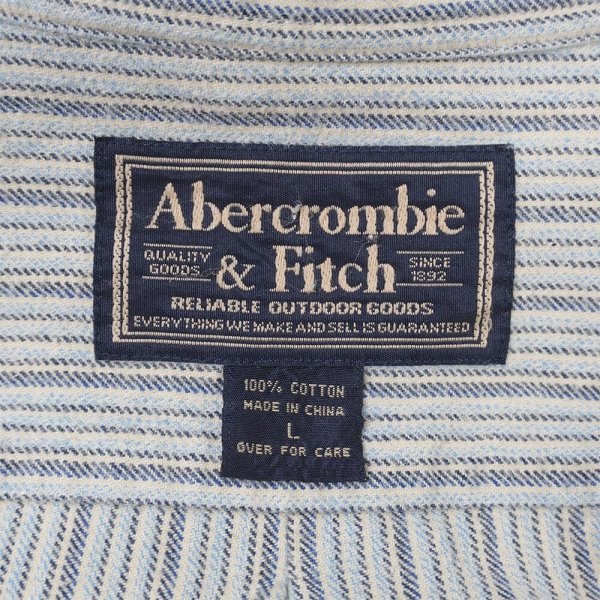 Abercrombie
QUALITY GOODS & Fitch SINCE 1892
RELIABLE OUTDOOR GOODS
EVERYTHING WE MAKE AND SELL IS GUARANTEED
100% COTTON
MADE IN CHINA
L
OVER FOR CARE